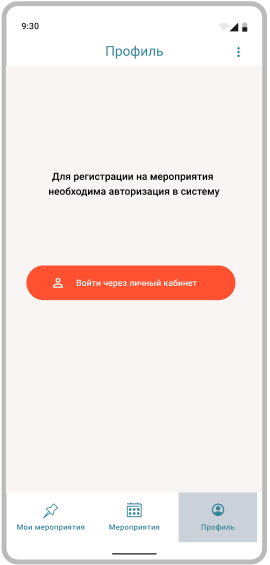 9:30
Профиль
Для регистрации на мероприятия
необходима авторизация в систему
Войти через личный кабинет
Мои мероприятия
Мероприятия
Профиль